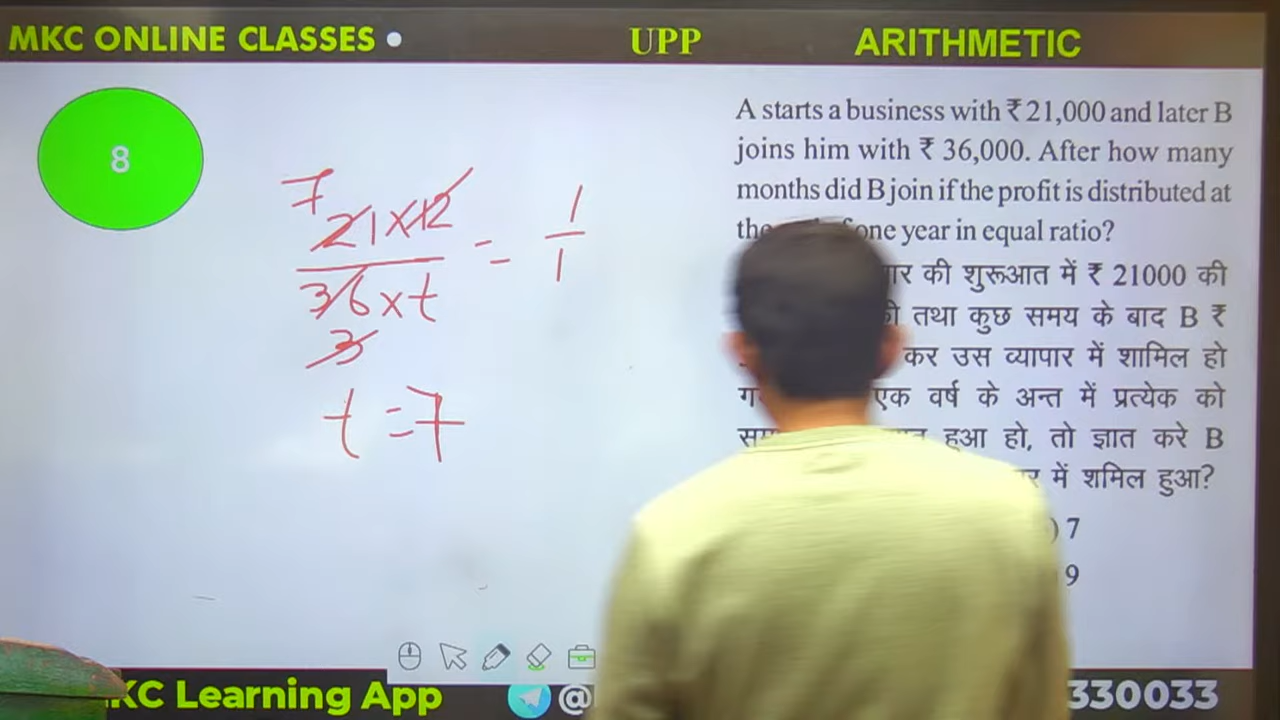 MKC ONLINE CLASSES
UPP
ARITHMETIC
8
A starts a business with ₹ 21,000 and later B
joins him with ₹ 36,000. After how many
months did B join if the profit is distributed at
one year in equal ratio?
की शुरूआत में ₹ 21000 की
तथा कुछ समय के बाद B ₹
कर उस व्यापार में शामिल हो
एक वर्ष के अन्त में प्रत्येक को
हुआ हो, तो ज्ञात करे B
में शमिल हुआ?
) 7
9
7
21 x 12
36 x t
3
= 1
1
t = 7
KC Learning App
@
330033